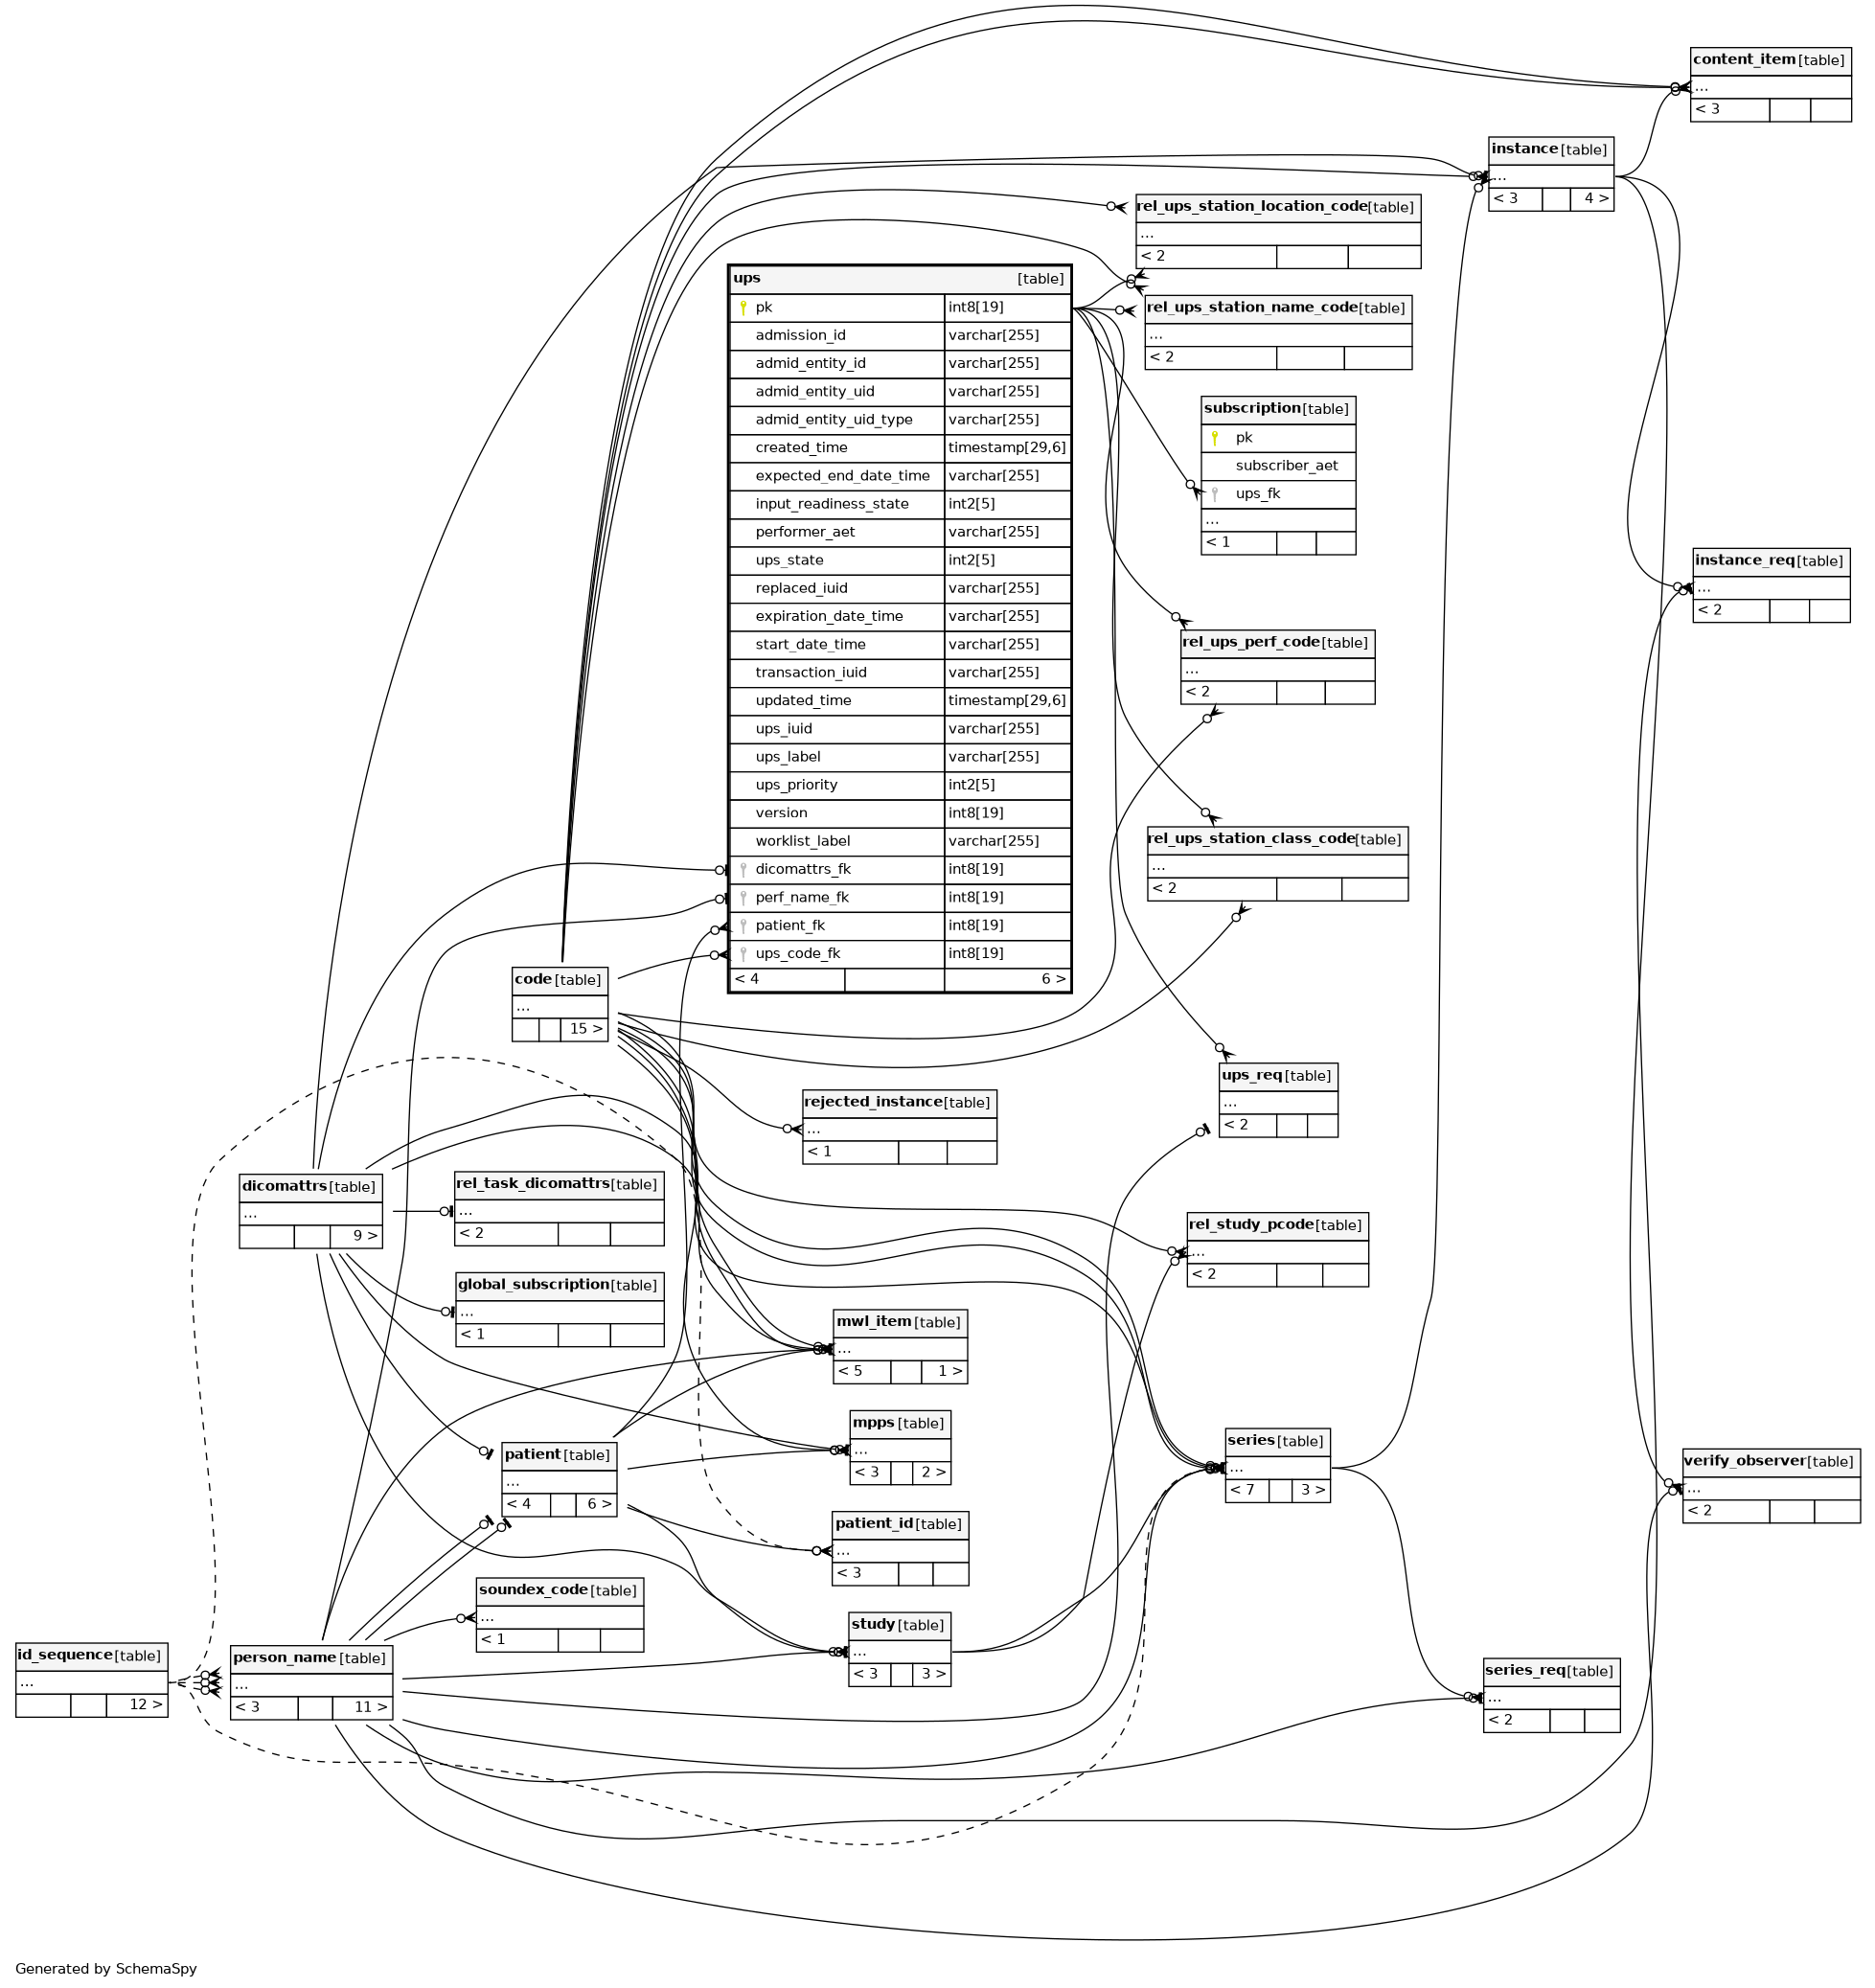 content_item [table]
...
< 3
instance [table]
...
< 3 4 >
rel_ups_station_location_code [table]
...
< 2
ups [table]
pk int8[19]
admission_id varchar[255]
admid_entity_id varchar[255]
admid_entity_uid varchar[255]
admid_entity_uid_type varchar[255]
created_time timestamp[29,6]
expected_end_date_time varchar[255]
input_readiness_state int2[5]
performer_aet varchar[255]
ups_state int2[5]
replaced_iuid varchar[255]
expiration_date_time varchar[255]
start_date_time varchar[255]
transaction_iuid varchar[255]
updated_time timestamp[29,6]
ups_iuid varchar[255]
ups_label varchar[255]
ups_priority int2[5]
version int8[19]
worklist_label varchar[255]
dicomattrs_fk int8[19]
perf_name_fk int8[19]
patient_fk int8[19]
ups_code_fk int8[19]
< 4 6 >
rel_ups_station_name_code [table]
...
< 2
subscription [table]
pk
subscriber_aet
ups_fk
...
< 1
instance_req [table]
...
< 2
rel_ups_perf_code [table]
...
< 2
rel_ups_station_class_code [table]
...
< 2
code [table]
...
15 >
ups_req [table]
...
< 2
rejected_instance [table]
...
< 1
dicomattrs [table]
...
9 >
rel_task_dicomattrs [table]
...
< 2
rel_study_pcode [table]
...
< 2
global_subscription [table]
...
< 1
mwl_item [table]
...
< 5 1 >
mpps [table]
...
< 3 2 >
series [table]
...
< 7 3 >
patient [table]
...
< 4 6 >
verify_observer [table]
...
< 2
patient_id [table]
...
< 3
soundex_code [table]
...
< 1
study [table]
...
< 3 3 >
id_sequence [table]
...
12 >
person_name [table]
...
< 3 11 >
series_req [table]
...
< 2
Generated by SchemaSpy